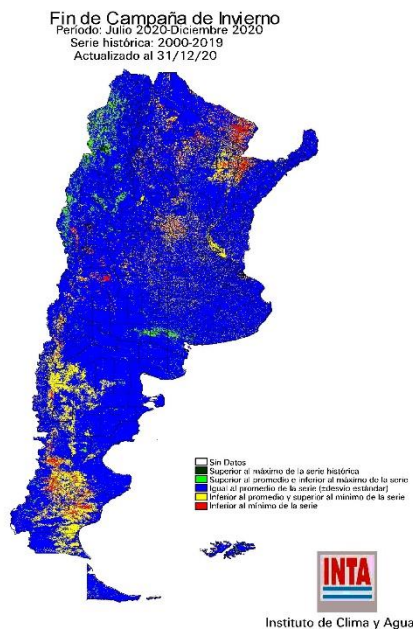 Fin de Campaña de Invierno
Período: Julio 2020-Diciembre 2020
Serie histórica: 2000-2019
Actualizado al 31/12/20
Sin Datos
Superior al máximo de la serie histórica
Superior al promedio e inferior al máximo de la serie
Igual al promedio de la serie (±desvío estándar)
Inferior al promedio y superior al mínimo de la serie
Inferior al mínimo de la serie
INTA
Instituto de Clima y Agua